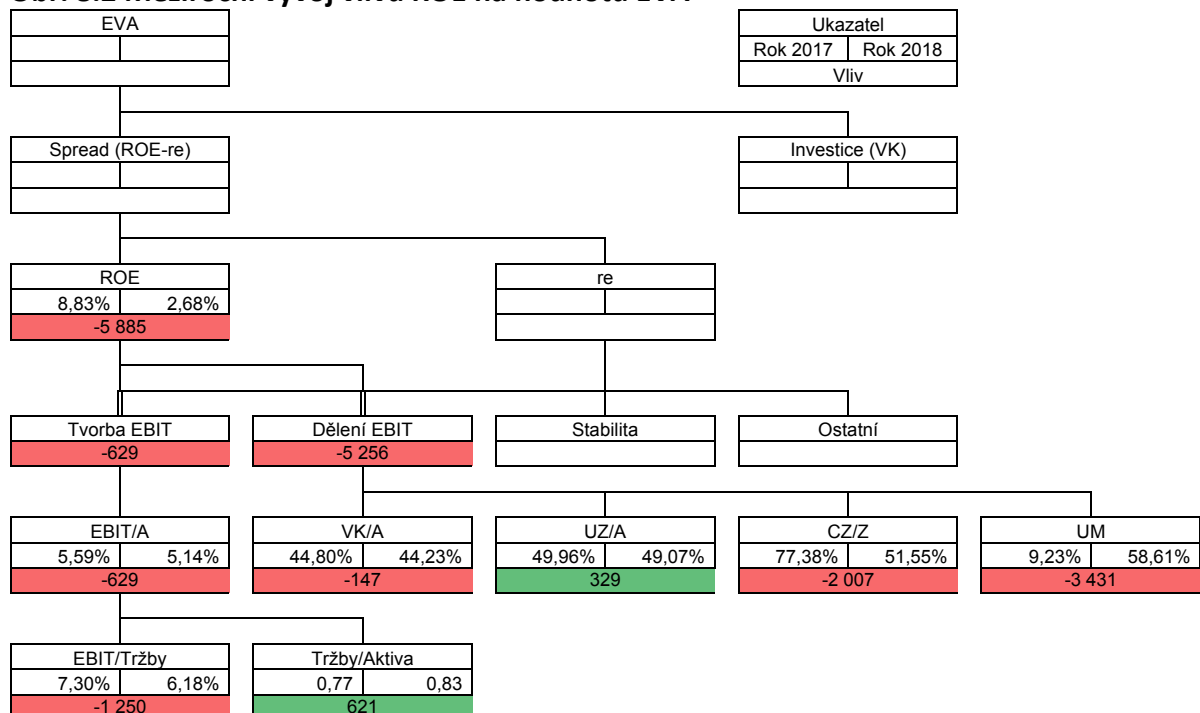 EVA
Ukazatel
Rok 2017 Rok 2018
Vliv
Spread (ROE-re)
Investice (VK)
ROE
re
8,83% 2,68%
-5 885
Tvorba EBIT
Dělení EBIT
Stabilita
Ostatní
-629
-5 256
EBIT/A
VK/A
UZ/A
CZ/Z
UM
5,59% 5,14%
44,80% 44,23%
49,96% 49,07%
77,38% 51,55%
9,23% 58,61%
-629
-147
329
-2 007
-3 431
EBIT/Tržby
Tržby/Aktiva
7,30% 6,18%
0,77 0,83
-1 250
621